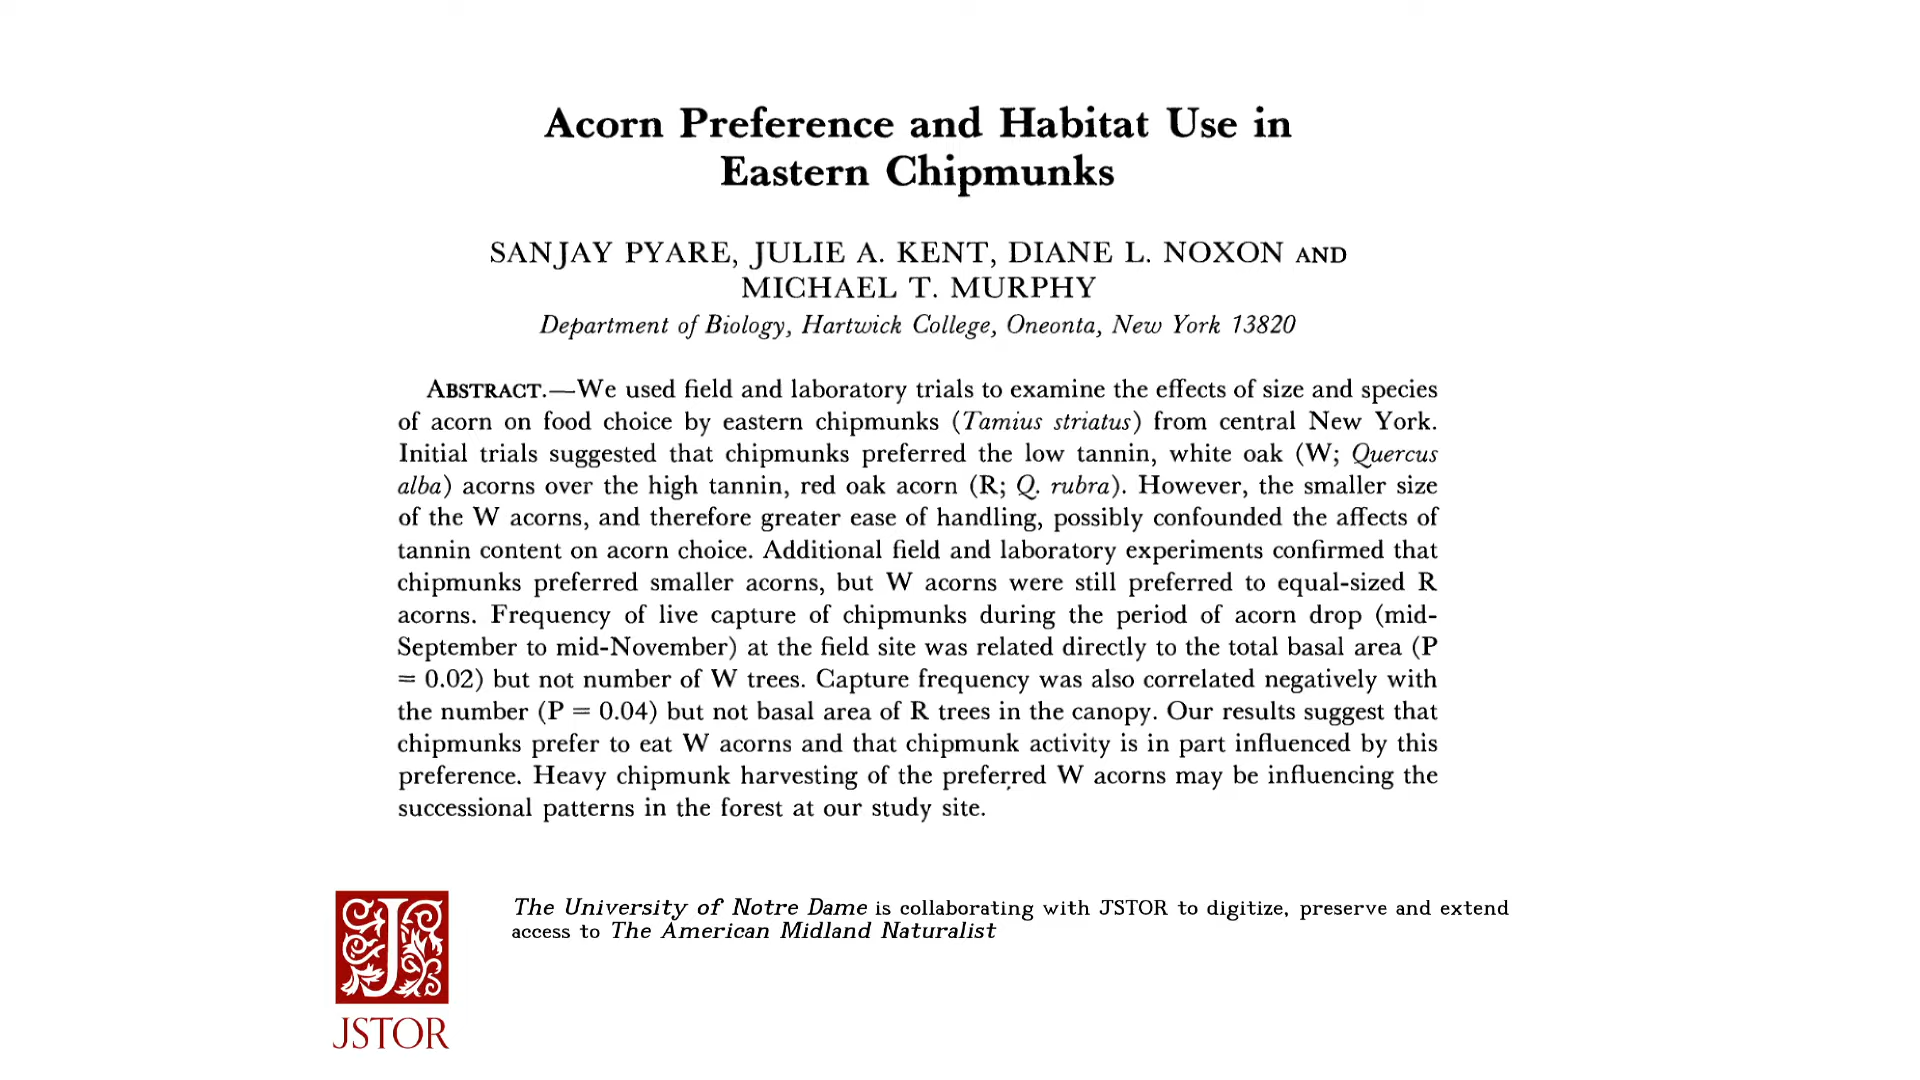 Acorn Preference and Habitat Use in
Eastern Chipmunks
SANJAY PYARE, JULIE A. KENT, DIANE L. NOXON AND
MICHAEL T. MURPHY
Department of Biology, Hartwick College, Oneonta, New York 13820
ABSTRACT.—We used field and laboratory trials to examine the effects of size and species
of acorn on food choice by eastern chipmunks (Tamius striatus) from central New York.
Initial trials suggested that chipmunks preferred the low tannin, white oak (W; Quercus
alba) acorns over the high tannin, red oak acorn (R; Q. rubra). However, the smaller size
of the W acorns, and therefore greater ease of handling, possibly confounded the affects of
tannin content on acorn choice. Additional field and laboratory experiments confirmed that
chipmunks preferred smaller acorns, but W acorns were still preferred to equal-sized R
acorns. Frequency of live capture of chipmunks during the period of acorn drop (mid-
September to mid-November) at the field site was related directly to the total basal area (P
= 0.02) but not number of W trees. Capture frequency was also correlated negatively with
the number (P = 0.04) but not basal area of R trees in the canopy. Our results suggest that
chipmunks prefer to eat W acorns and that chipmunk activity is in part influenced by this
preference. Heavy chipmunk harvesting of the preferred W acorns may be influencing the
successional patterns in the forest at our study site.
The University of Notre Dame is collaborating with JSTOR to digitize, preserve and extend
access to The American Midland Naturalist
J
JSTOR